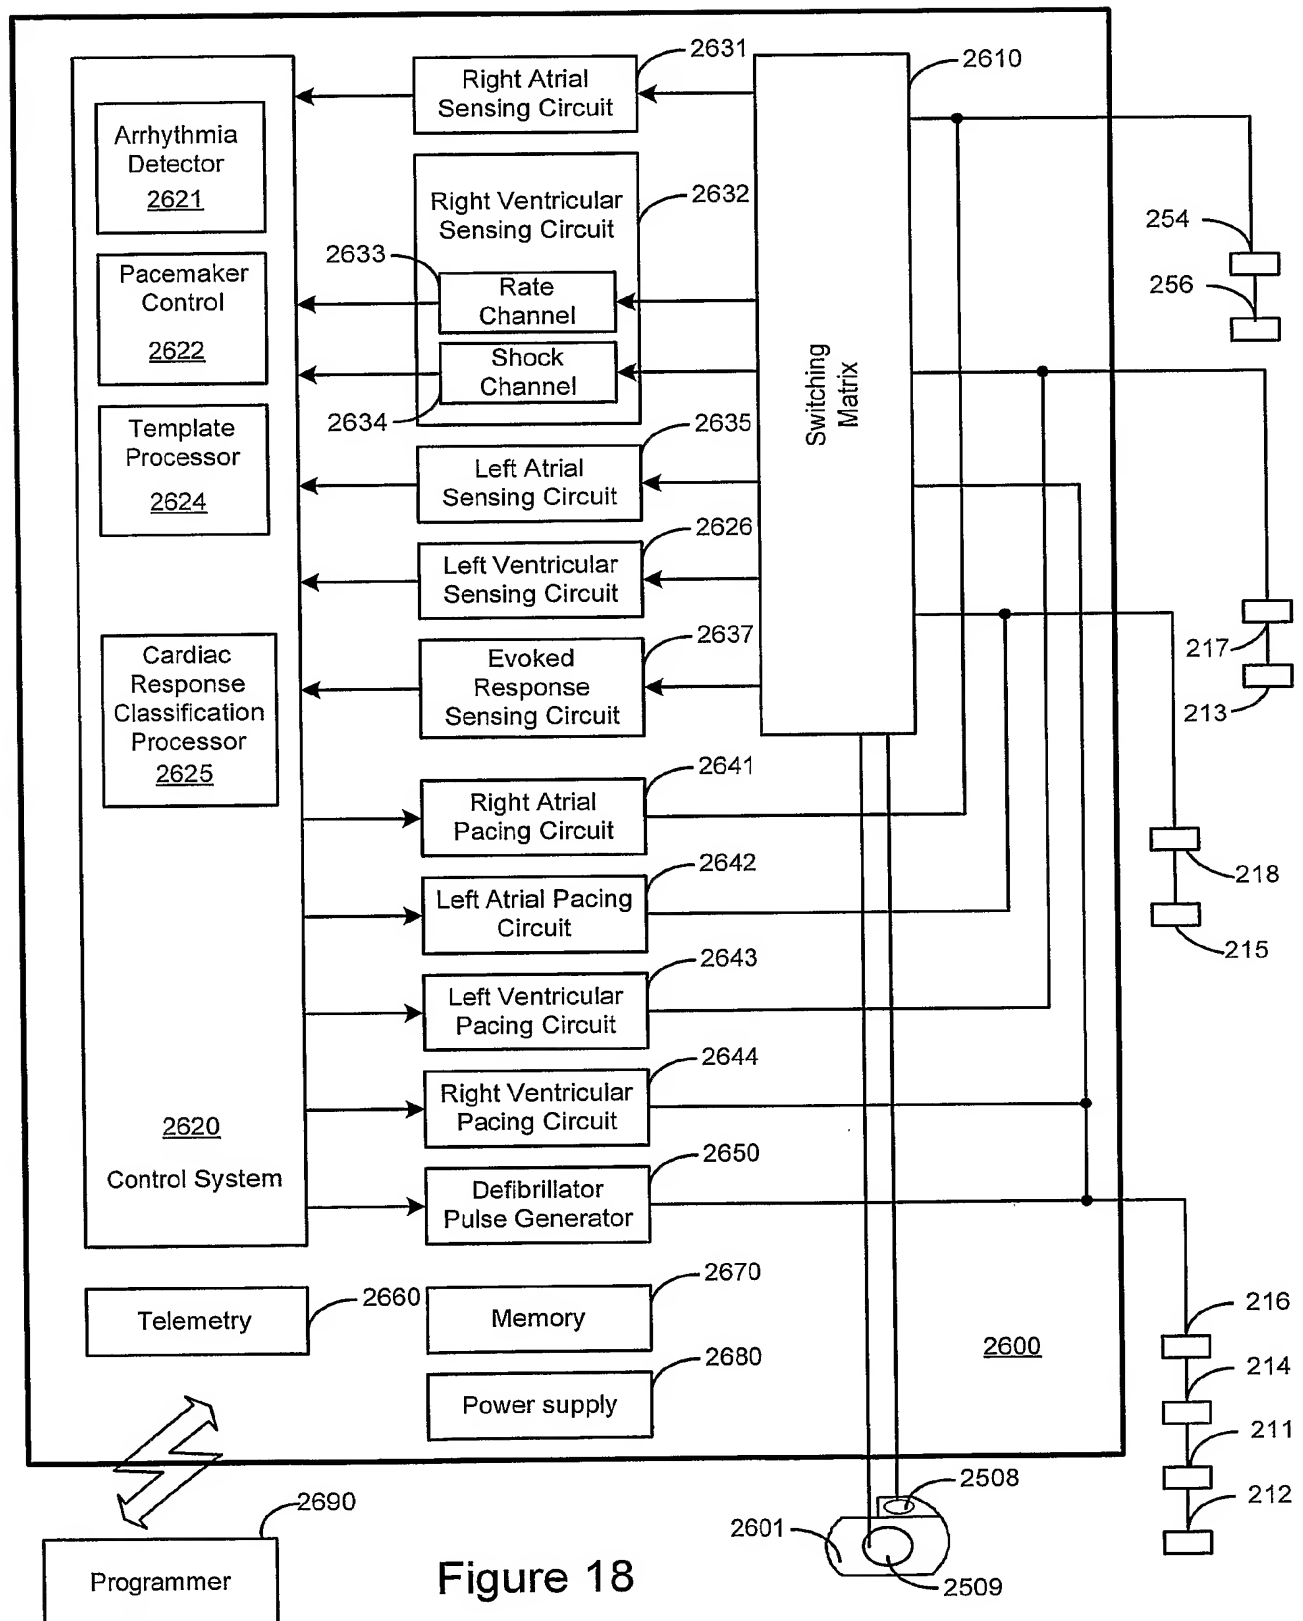 Right Atrial
Sensing Circuit
2631
2610
Arrhythmia
Detector
2621
Right Ventricular
Sensing Circuit
2632
2633
Rate
Channel
Shock
Channel
2634
Pacemaker
Control
2622
Template
Processor
2624
Left Atrial
Sensing Circuit
2635
Left Ventricular
Sensing Circuit
2626
Evoked
Response
Sensing Circuit
2637
Cardiac
Response
Classification
Processor
2625
Switching
Matrix
254
256
217
213
218
215
Right Atrial
Pacing Circuit
2641
Left Atrial Pacing
Circuit
2642
Left Ventricular
Pacing Circuit
2643
Right Ventricular
Pacing Circuit
2644
2620
Control System
Defibrillator
Pulse Generator
2650
Telemetry
2660
Memory
2670
Power supply
2680
2600
216
214
211
212
2690
Programmer
2508
2601
2509
Figure 18